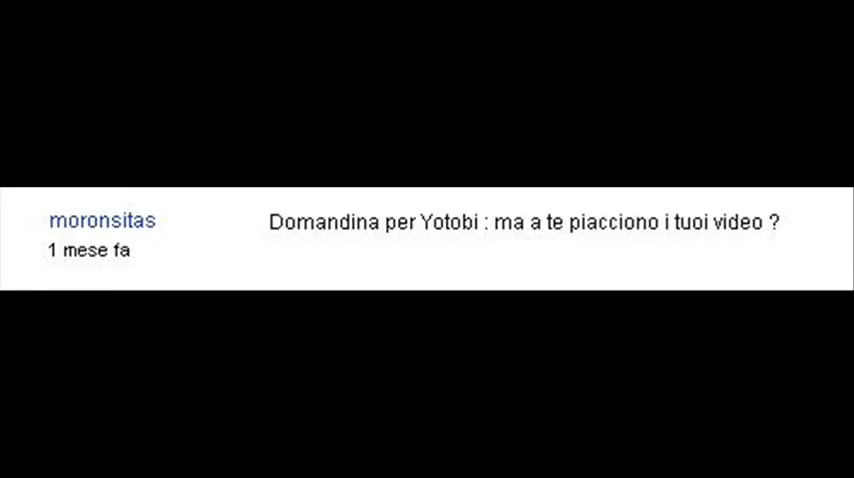 moronsitas
Domandina per Yotobi : ma a te piacciono i tuoi video ?
1 mese fa